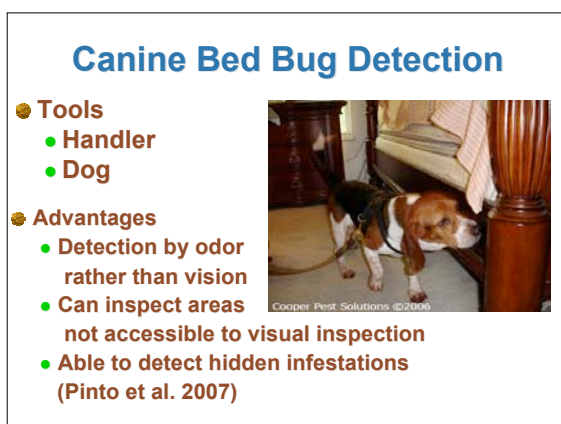 Canine Bed Bug Detection
Tools
Handler
Dog
Advantages
Detection by odor
rather than vision
Can inspect areas
not accessible to visual inspection
Able to detect hidden infestations
(Pinto et al. 2007)
Cooper Pest Solutions ©2006